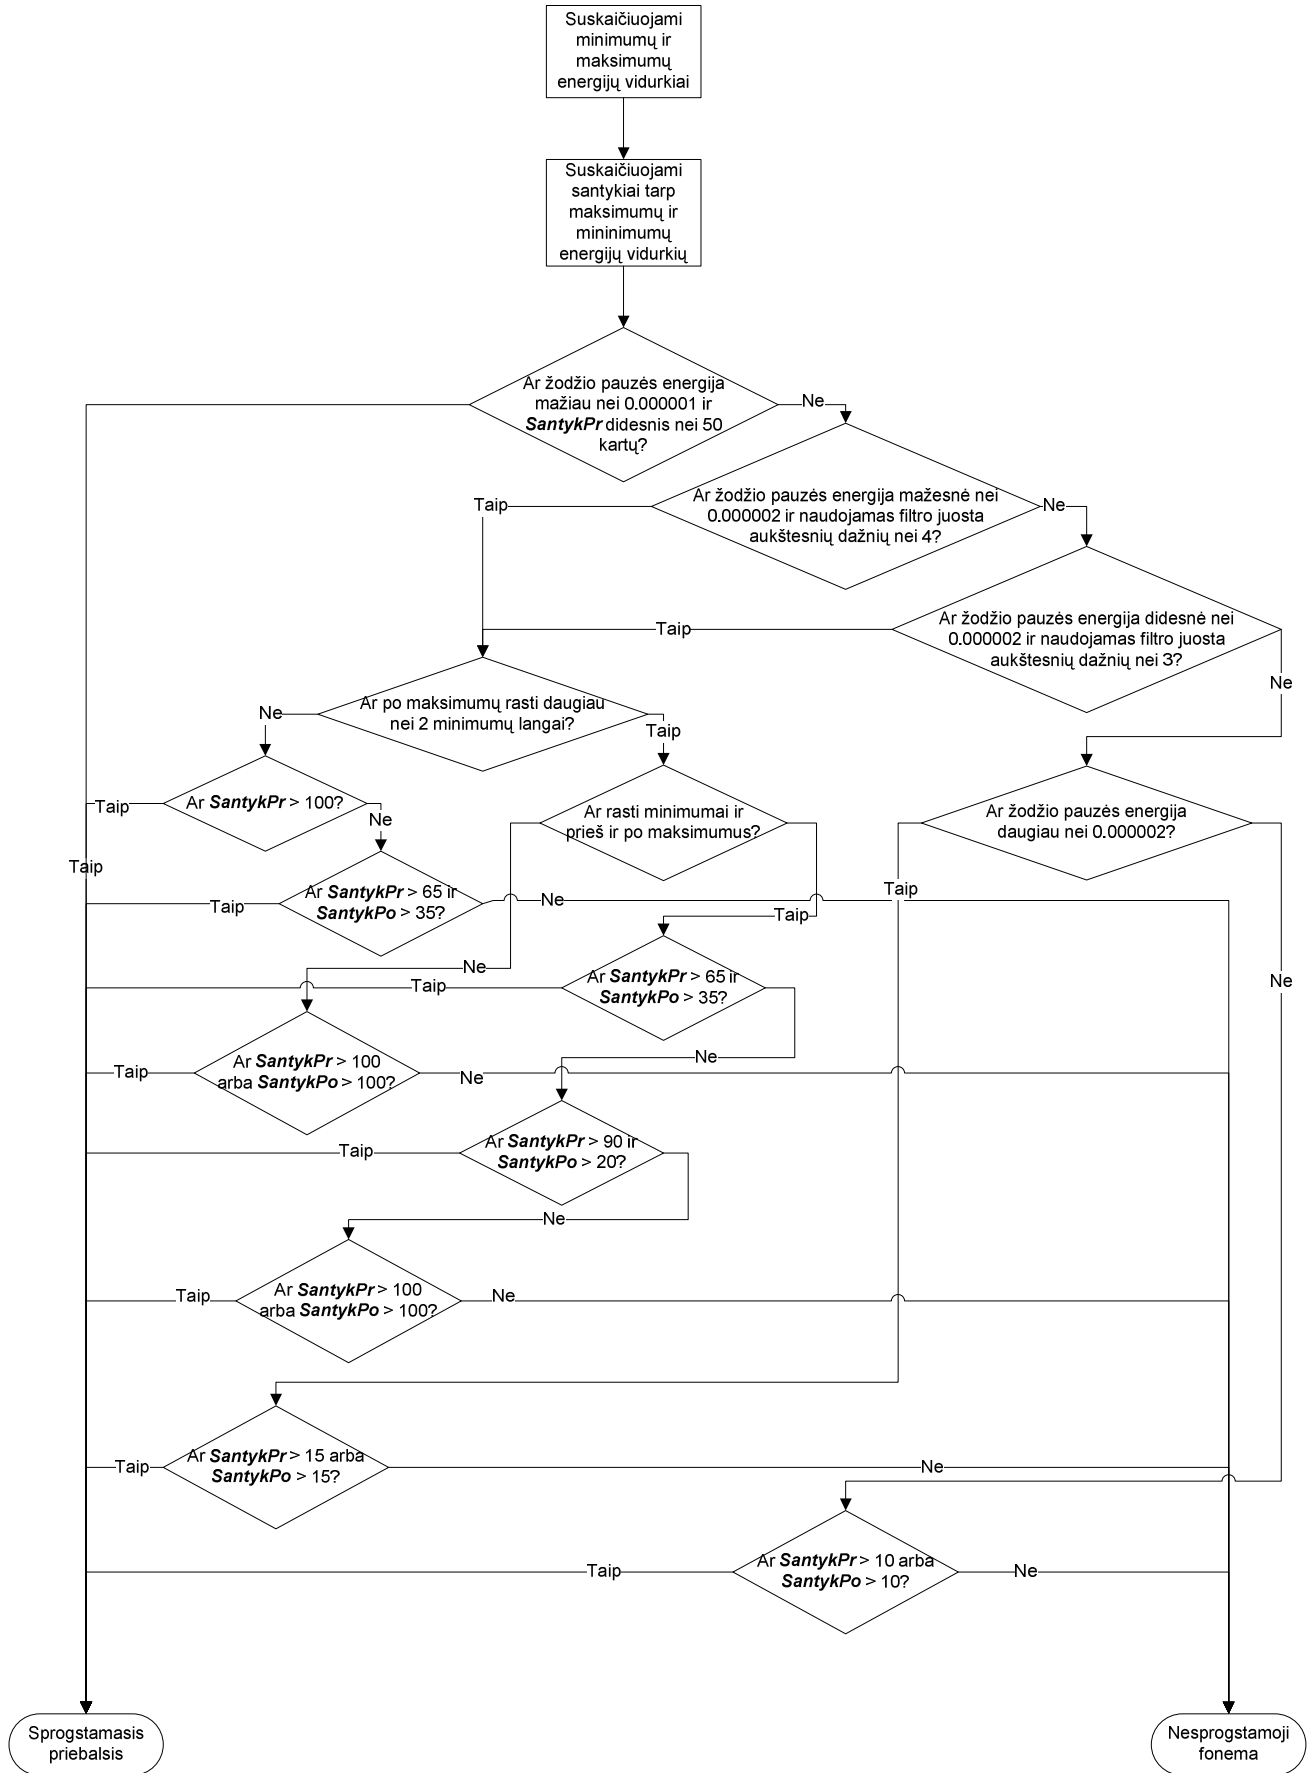 Suskaičiuojami
minimumų ir
maksimumų
energijų vidurkiai
Suskaičiuojami
santykiai tarp
maksimumų ir
mininimumų
energijų vidurkių
Ar žodžio pauzės energija
mažiau nei 0.000001 ir
SantykPr didesnis nei 50
kartų?
Ne
Ar žodžio pauzės energija mažesnė nei
0.000002 ir naudojamas filtro juosta
aukštesnių dažnių nei 4?
Taip
Ne
Ar žodžio pauzės energija didesnė nei
0.000002 ir naudojamas filtro juosta
aukštesnių dažnių nei 3?
Taip
Ne
Ar po maksimumų rasti daugiau
nei 2 minimumų langai?
Ne
Taip
Ar SantykPr > 100?
Taip
Ne
Ar rasti minimumai ir
prieš ir po maksimumus?
Ar žodžio pauzės energija
daugiau nei 0.000002?
Taip
Ar SantykPr > 65 ir
SantykPo > 35?
Taip
Ne
Taip
Taip
Ne
Ar SantykPr > 65 ir
SantykPo > 35?
Taip
Ne
Ne
Ar SantykPr > 100
arba SantykPo > 100?
Taip
Ne
Ar SantykPr > 90 ir
SantykPo > 20?
Taip
Ne
Ar SantykPr > 100
arba SantykPo > 100?
Taip
Ne
Ar SantykPr > 15 arba
SantykPo > 15?
Taip
Ne
Ar SantykPr > 10 arba
SantykPo > 10?
Taip
Ne
Sprogstamasis
priebalsis
Nesprogstamoji
fonema